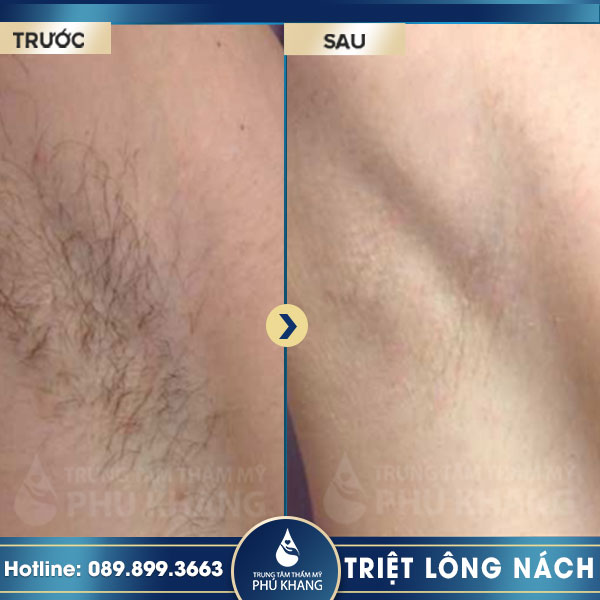 TRƯỚC
SAU
TRUNG TÂM THẨM MỸ
PHÚ KHANG
TRUNG TÂM THẨM MỸ
PHÚ KHANG
Hotline: 089.899.3663
TRUNG TÂM THẨM MỸ
PHÚ KHANG
TRIỆT LÔNG NÁCH